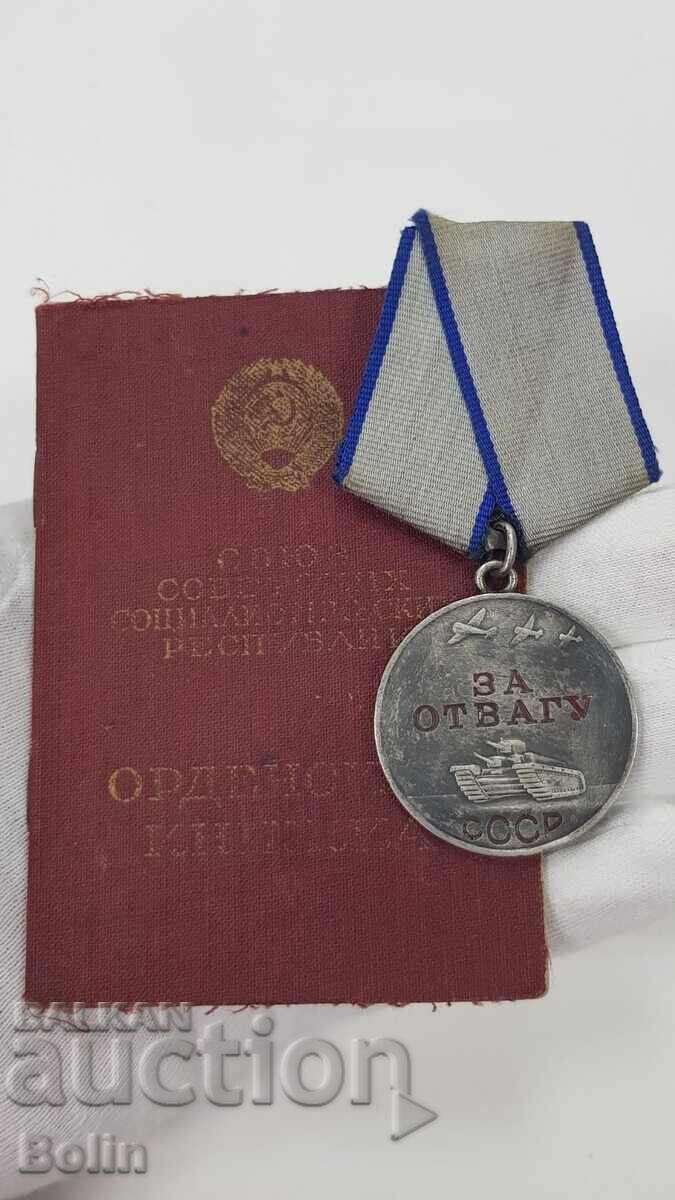 СОЮЗ
СОВЕТСКИХ
СОЦИАЛИСТИЧЕСКИХ
РЕСПУБЛИК
ОРДЕНСКАЯ
КНИЖКА
ЗА
ОТВАГУ
СССР
BALKAN
auction
Bolin